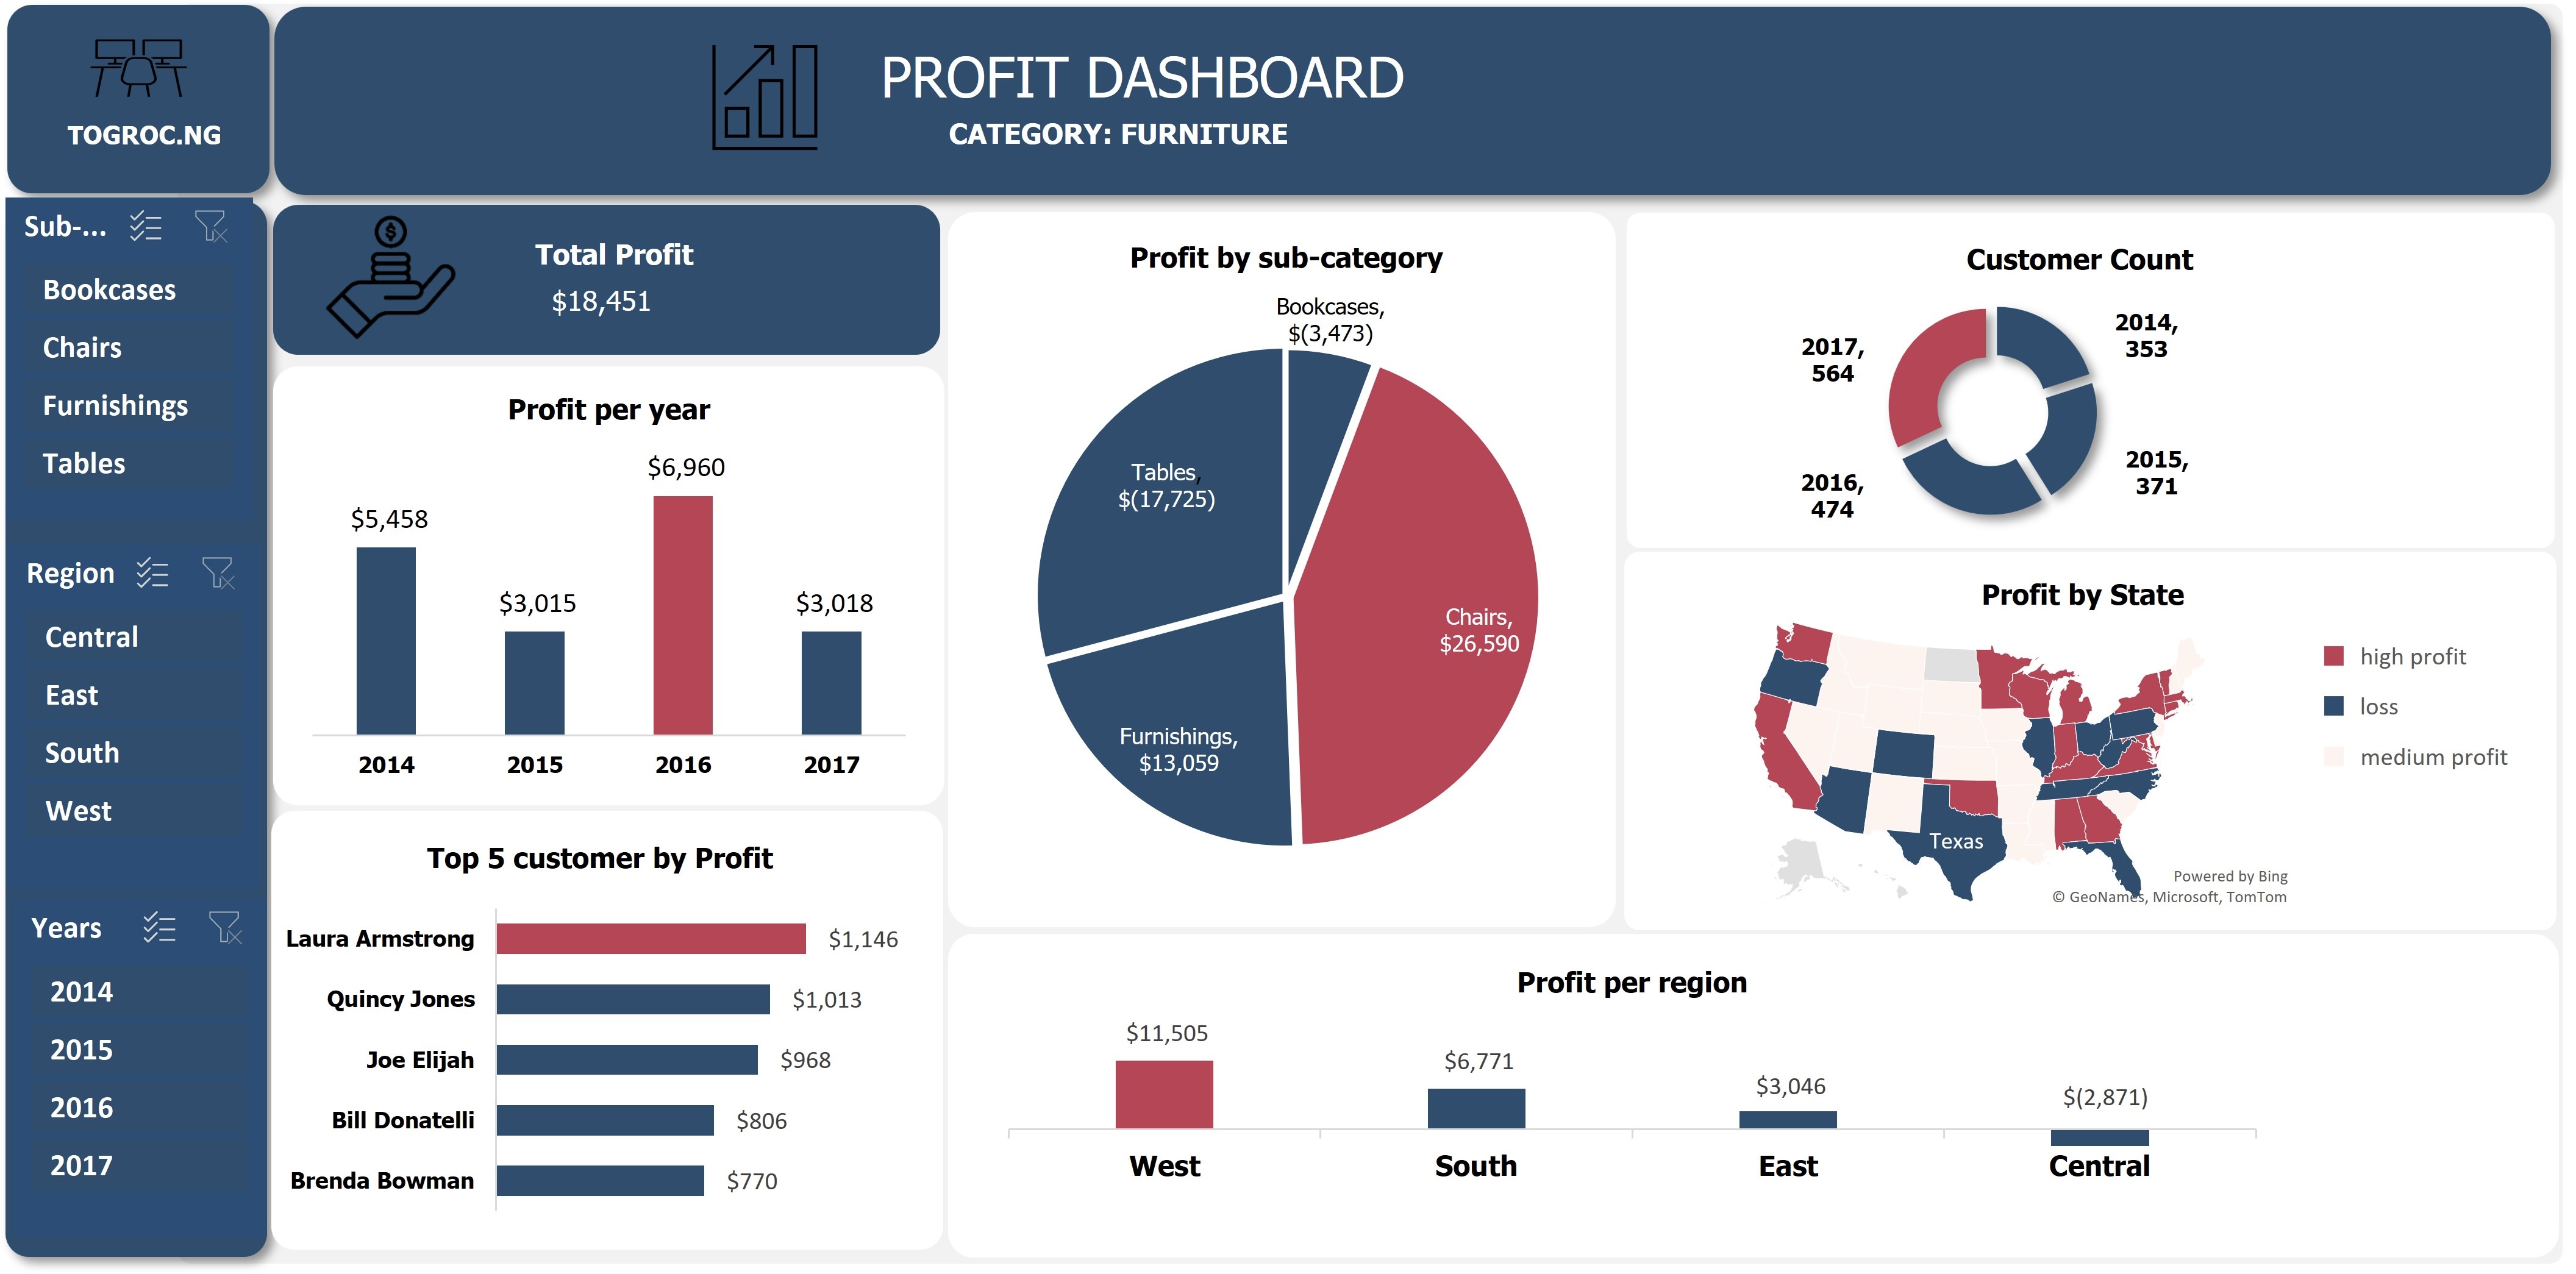 TOGROC.NG
PROFIT DASHBOARD
CATEGORY: FURNITURE
Sub-...
Bookcases
Chairs
Furnishings
Tables
Region
Central
East
South
West
Years
2014
2015
2016
2017
$
Total Profit
$18,451
Profit per year
$5,458
$3,015
$6,960
$3,018
2014
2015
2016
2017
Top 5 customer by Profit
Laura Armstrong
$1,146
Quincy Jones
$1,013
Joe Elijah
$968
Bill Donatelli
$806
Brenda Bowman
$770
Profit by sub-category
Bookcases,
$(3,473)
Tables,
$(17,725)
Chairs,
$26,590
Furnishings,
$13,059
Customer Count
2014,
353
2017,
564
2015,
371
2016,
474
Profit by State
high profit
loss
medium profit
Texas
Powered by Bing
© GeoNames, Microsoft, TomTom
Profit per region
$11,505
$6,771
$3,046
$(2,871)
West
South
East
Central